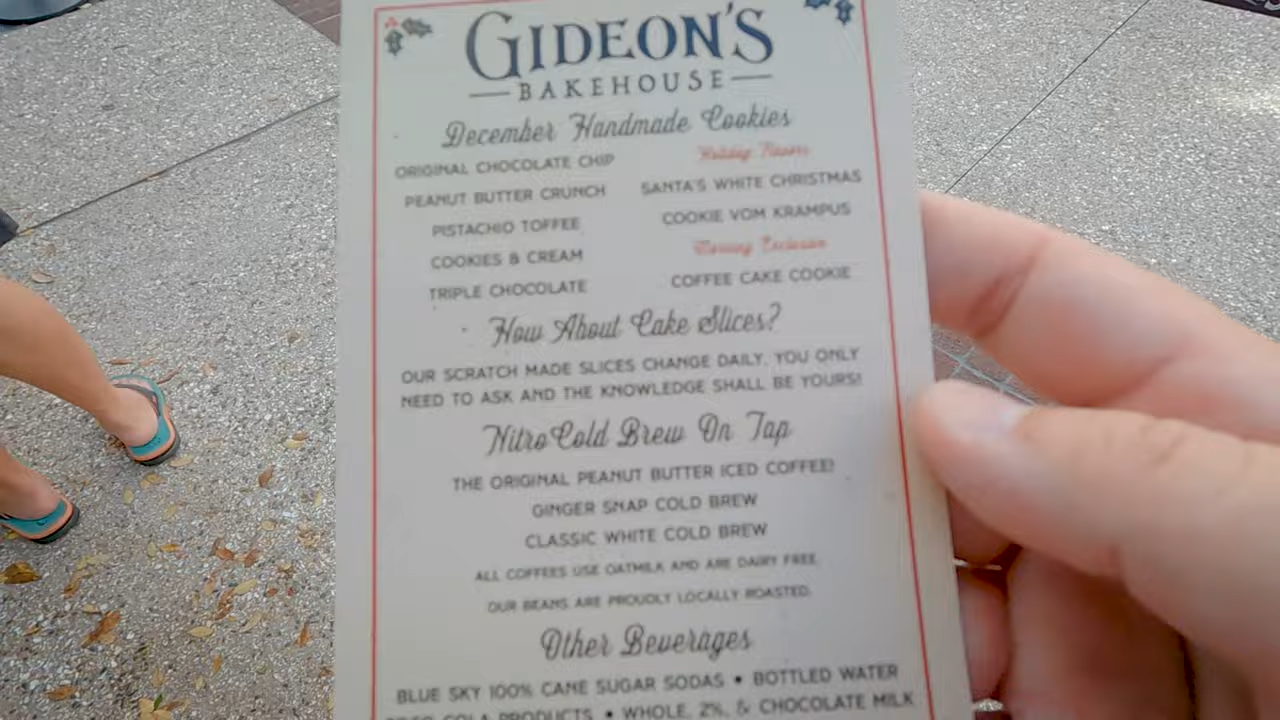 GIDEON'S
BAKEHOUSE
December Handmade Cookies
ORIGINAL CHOCOLATE CHIP
PEANUT BUTTER CRUNCH
PISTACHIO TOFFEE
COOKIES & CREAM
TRIPLE CHOCOLATE
Holiday Flavors
SANTA'S WHITE CHRISTMAS
COOKIE VOM KRAMPUS
Evening Exclusive
COFFEE CAKE COOKIE
How About Cake Slices?
OUR SCRATCH MADE SLICES CHANGE DAILY. YOU ONLY
NEED TO ASK AND THE KNOWLEDGE SHALL BE YOURS!
Nitro Cold Brew On Tap
THE ORIGINAL PEANUT BUTTER ICED COFFEE!
GINGER SNAP COLD BREW
CLASSIC WHITE COLD BREW
ALL COFFEES USE OATMILK AND ARE DAIRY FREE.
OUR BEANS ARE PROUDLY LOCALLY ROASTED.
Other Beverages
BLUE SKY 100% CANE SUGAR SODAS • BOTTLED WATER
COLA PRODUCTS • WHOLE, 2%, & CHOCOLATE MILK